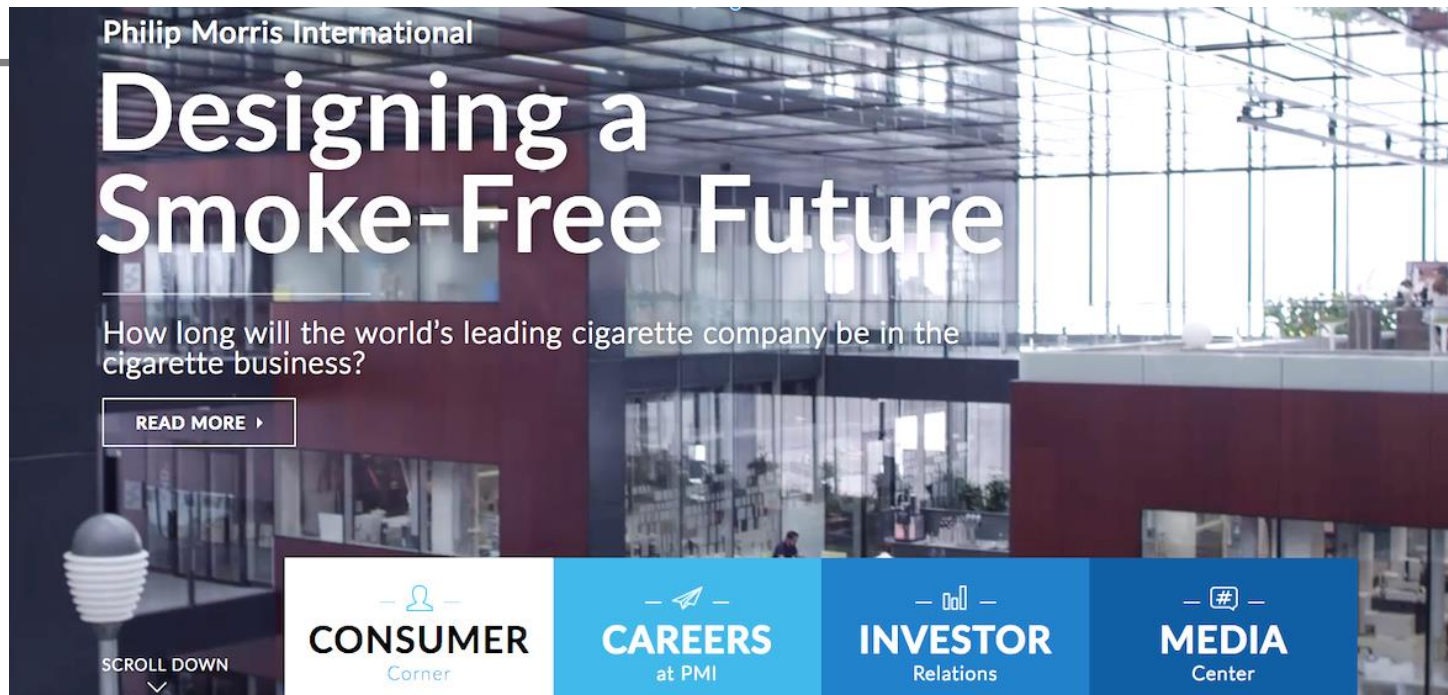 Philip Morris International
Designing a
Smoke-Free Future
How long will the world's leading cigarette company be in the
cigarette business?
READ MORE
SCROLL DOWN
CONSUMER
Corner
CAREERS
at PMI
INVESTOR
Relations
MEDIA
Center